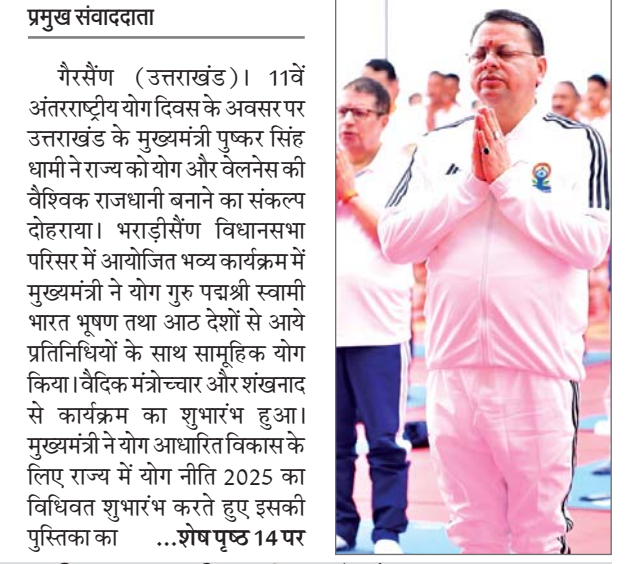 प्रमुख संवाददाता
गैरसैंण (उत्तराखंड)। 11वें
अंतरराष्ट्रीय योग दिवस के अवसर पर
उत्तराखंड के मुख्यमंत्री पुष्कर सिंह
धामी ने राज्य को योग और वेलनेस की
वैश्विक राजधानी बनाने का संकल्प
दोहराया। भराड़ीसैंण विधानसभा
परिसर में आयोजित भव्य कार्यक्रम में
मुख्यमंत्री ने योग गुरु पद्मश्री स्वामी
भारत भूषण तथा आठ देशों से आये
प्रतिनिधियों के साथ सामूहिक योग
किया। वैदिक मंत्रोच्चार और शंखनाद
से कार्यक्रम का शुभारंभ हुआ।
मुख्यमंत्री ने योग आधारित विकास के
लिए राज्य में योग नीति 2025 का
विधिवत शुभारंभ करते हुए इसकी
पुस्तिका का ...शेष पृष्ठ 14 पर